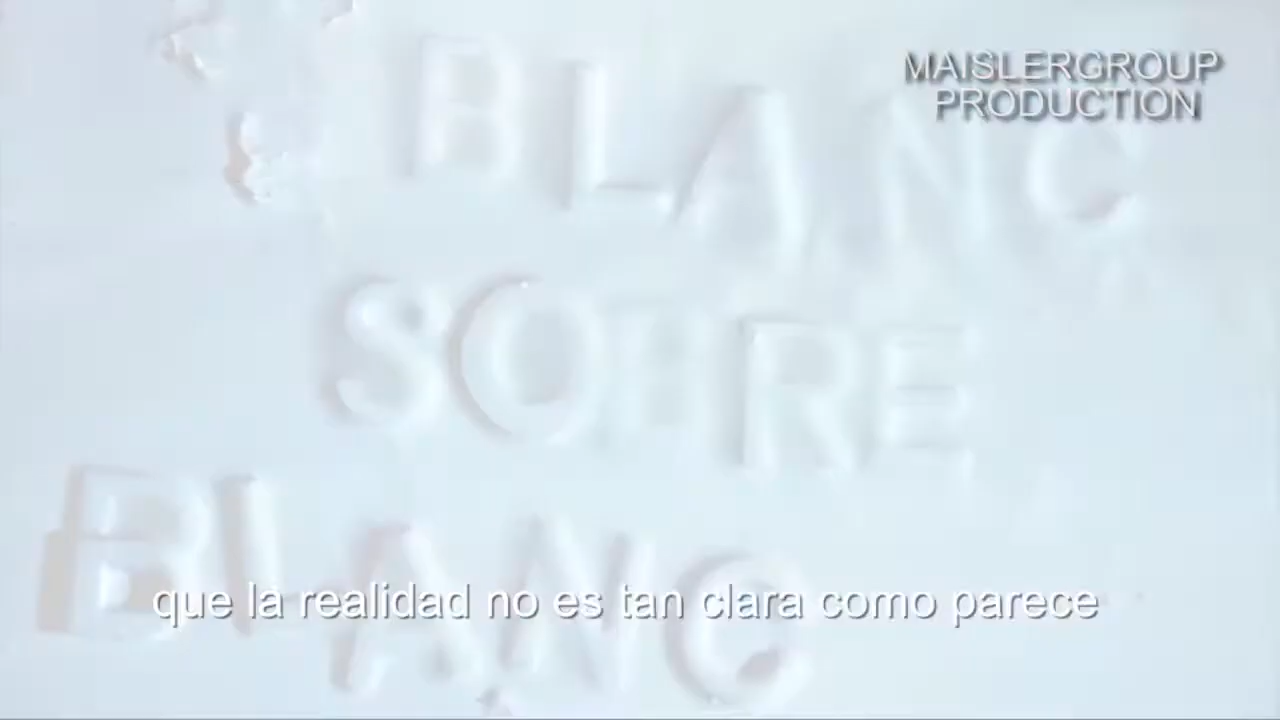 MAISLERGROUP
PRODUCTION
BLANC
SOBRE
BLANC
que la realidad no es tan clara como parece